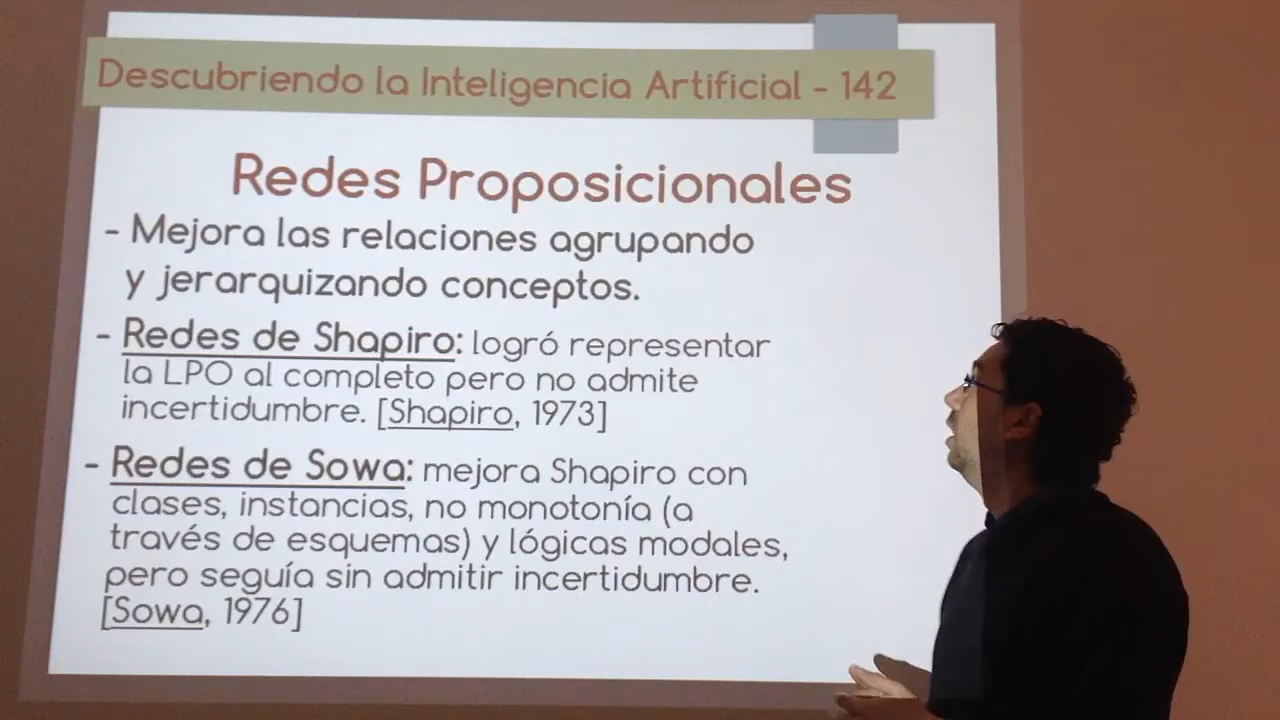 Descubriendo la Inteligencia Artificial - 142
Redes Proposicionales
- Mejora las relaciones agrupando
y jerarquizando conceptos.
- Redes de Shapiro: logró representar
la LPO al completo pero no admite
incertidumbre. [Shapiro, 1973]
- Redes de Sowa: mejora Shapiro con
clases, instancias, no monotonía (a
través de esquemas) y lógicas modales,
pero seguía sin admitir incertidumbre.
[Sowa, 1976]